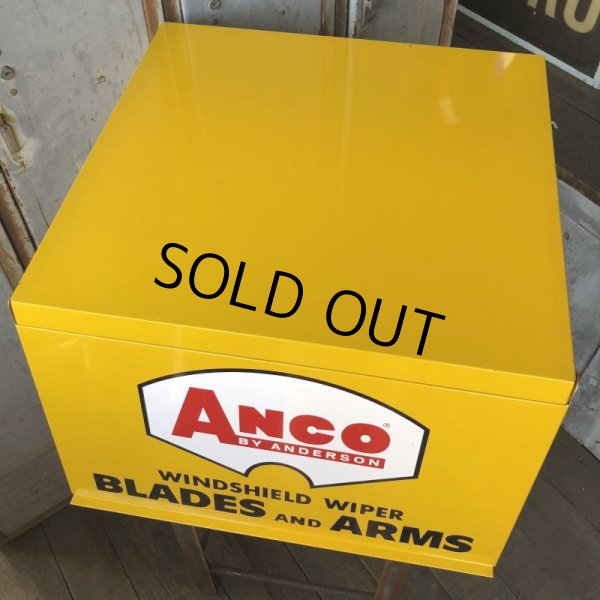 SOLD OUT
ANCO®
BY ANDERSON
WINDSHIELD WIPER
BLADES AND ARMS